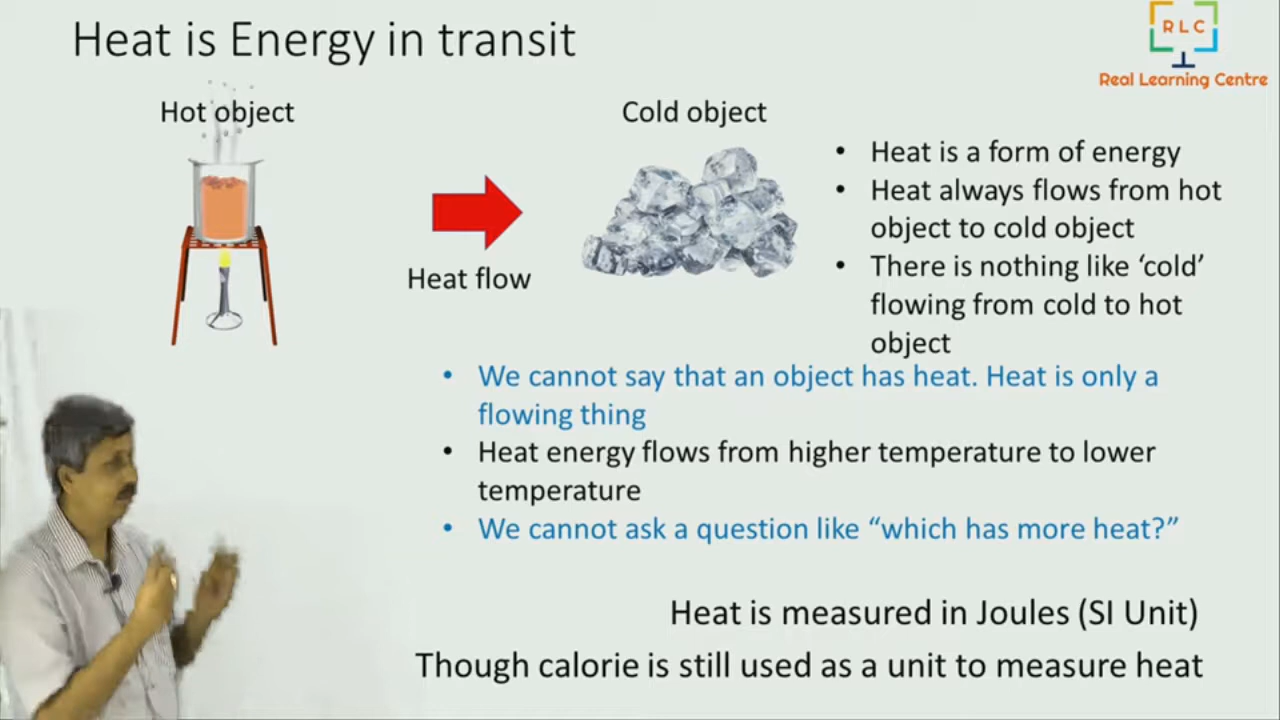 Heat is Energy in transit
R L C
Real Learning Centre
Hot object
Cold object
Heat flow
• Heat is a form of energy
• Heat always flows from hot
object to cold object
• There is nothing like ‘cold’
flowing from cold to hot
object
• We cannot say that an object has heat. Heat is only a
flowing thing
• Heat energy flows from higher temperature to lower
temperature
• We cannot ask a question like “which has more heat?”
Heat is measured in Joules (SI Unit)
Though calorie is still used as a unit to measure heat